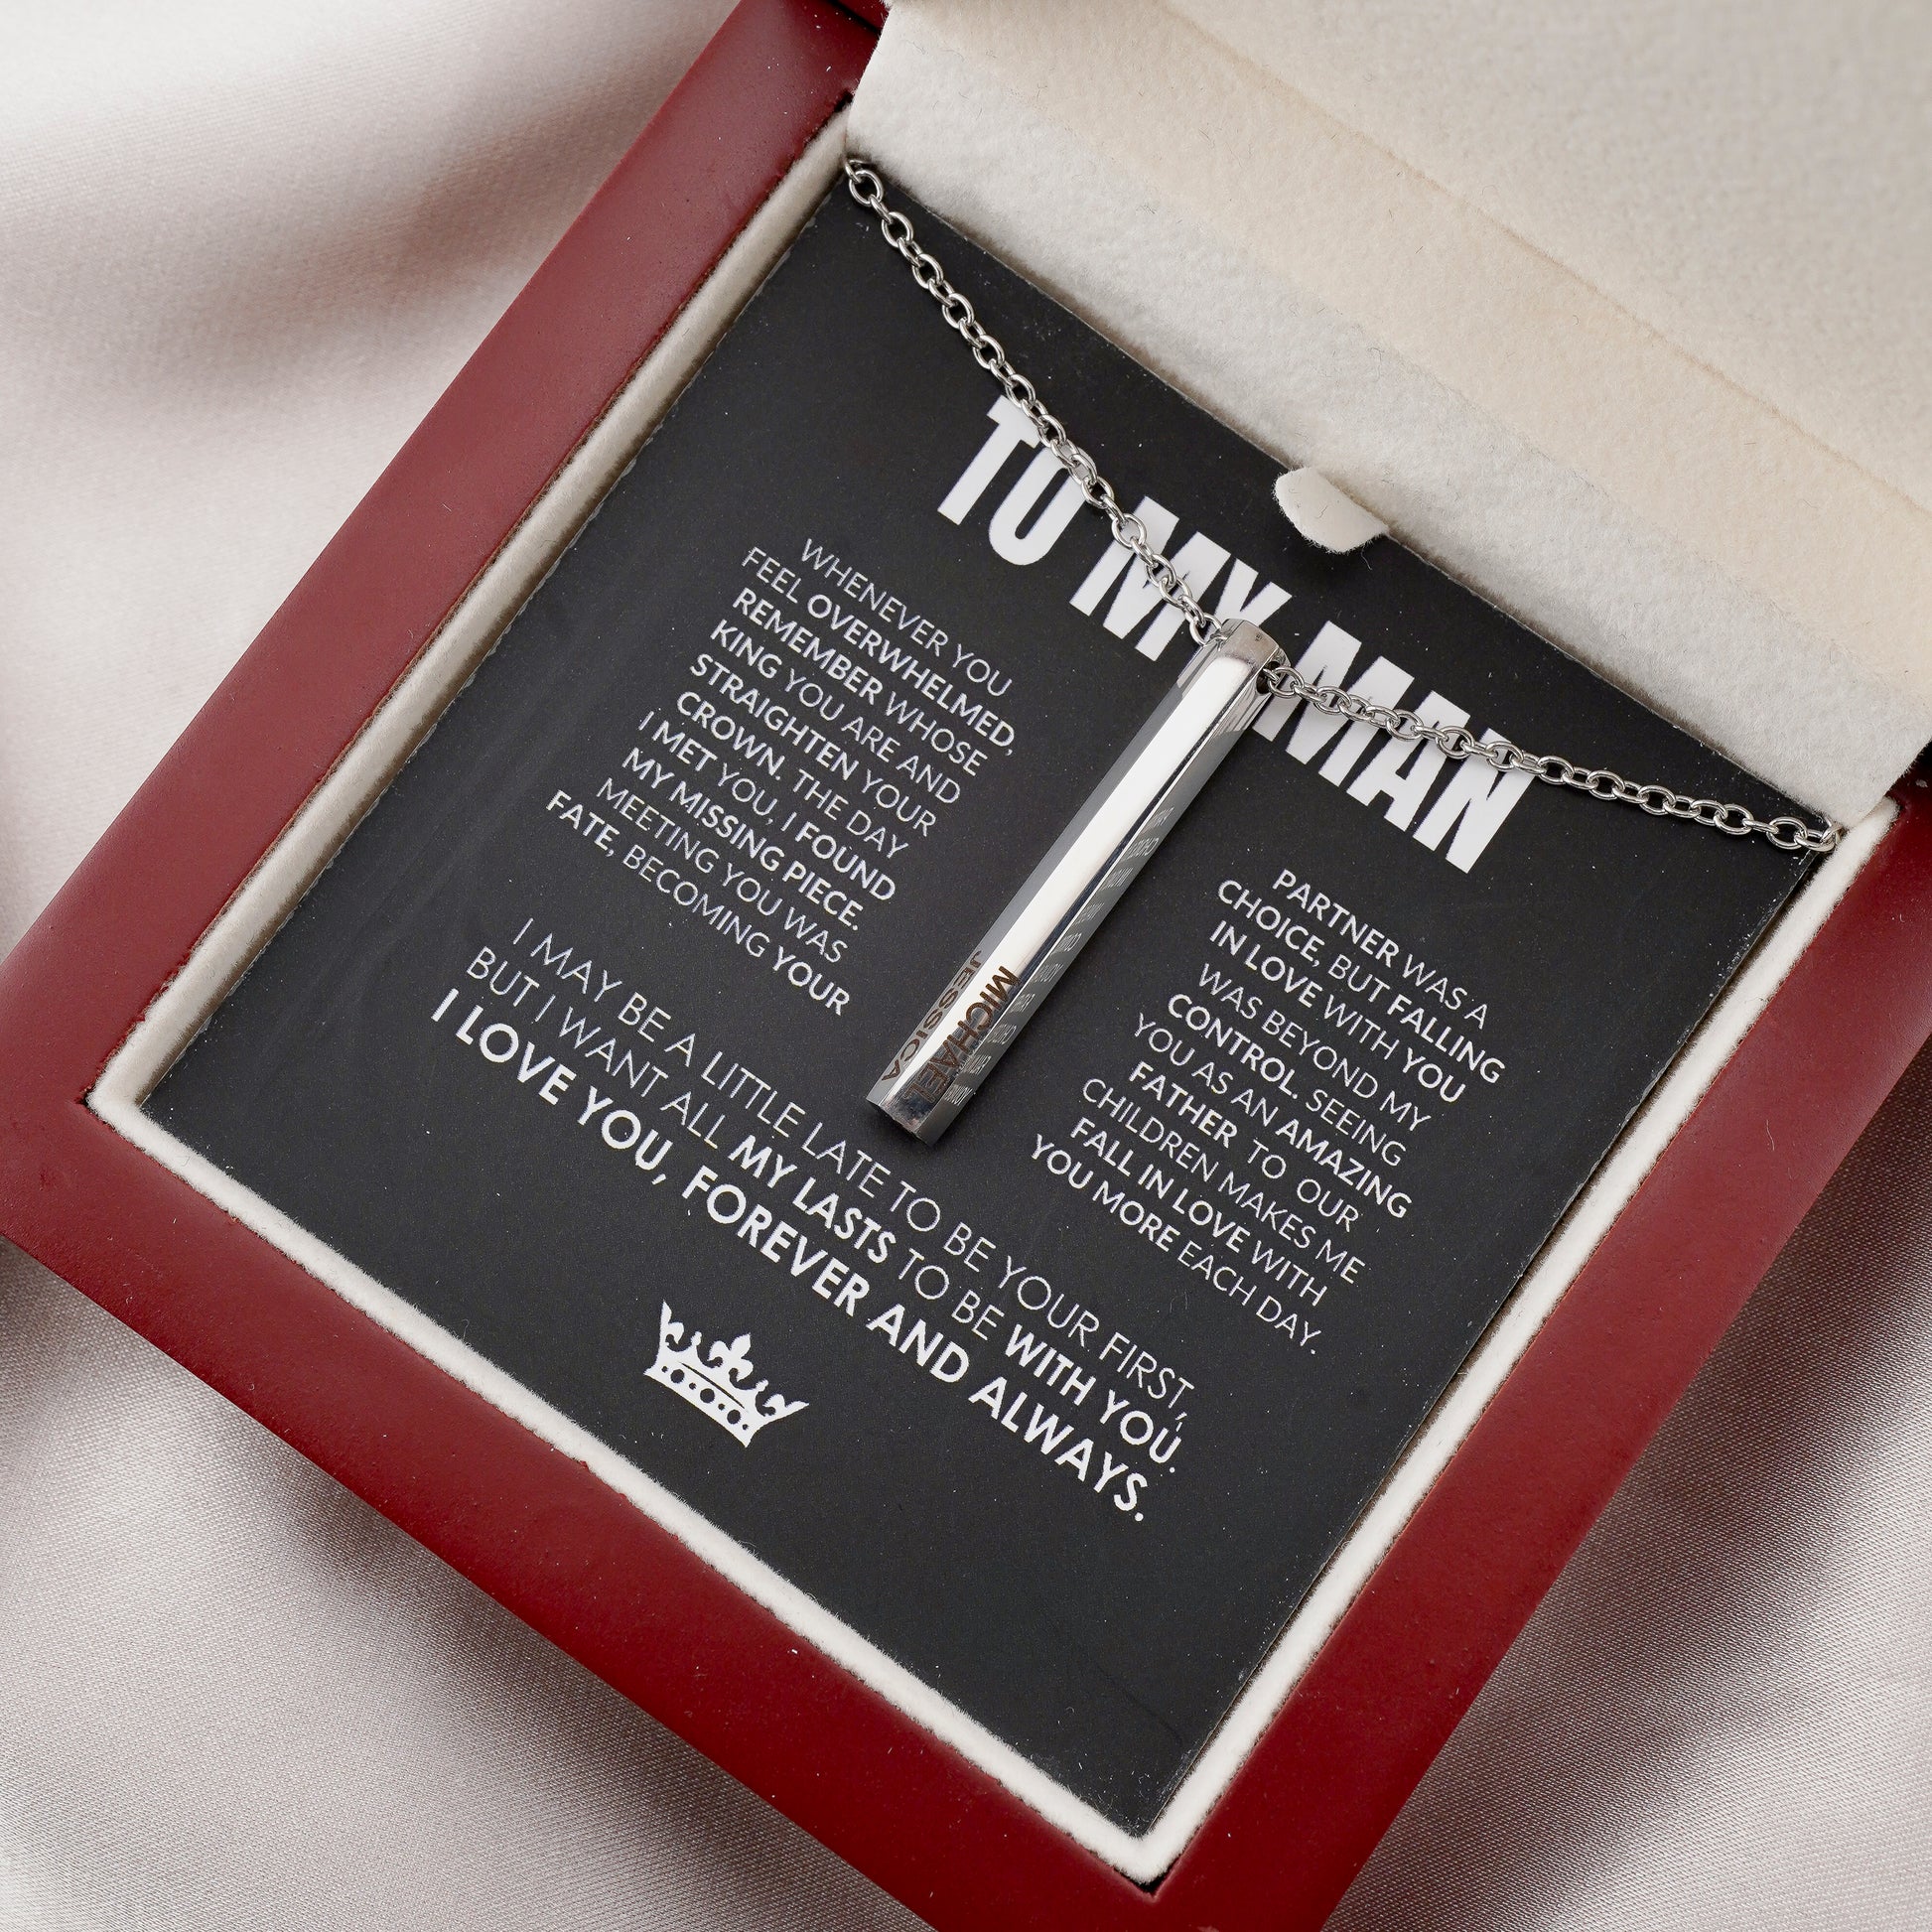 TO MY MAN
WHENEVER YOU
FEEL OVERWHELMED,
REMEMBER WHOSE
KING YOU ARE AND
STRAIGHTEN YOUR
CROWN. THE DAY
I MET YOU, I FOUND
MY MISSING PIECE.
MEETING YOU WAS
FATE, BECOMING YOUR
PARTNER WAS A
CHOICE, BUT FALLING
IN LOVE WITH YOU
WAS BEYOND MY
CONTROL. SEEING
YOU AS AN AMAZING
FATHER TO OUR
CHILDREN MAKES ME
FALL IN LOVE WITH
YOU MORE EACH DAY.
I MAY BE A LITTLE LATE TO BE YOUR FIRST,
BUT I WANT ALL MY LASTS TO BE WITH YOU.
I LOVE YOU, FOREVER AND ALWAYS.
MICHAEL
JESSICA